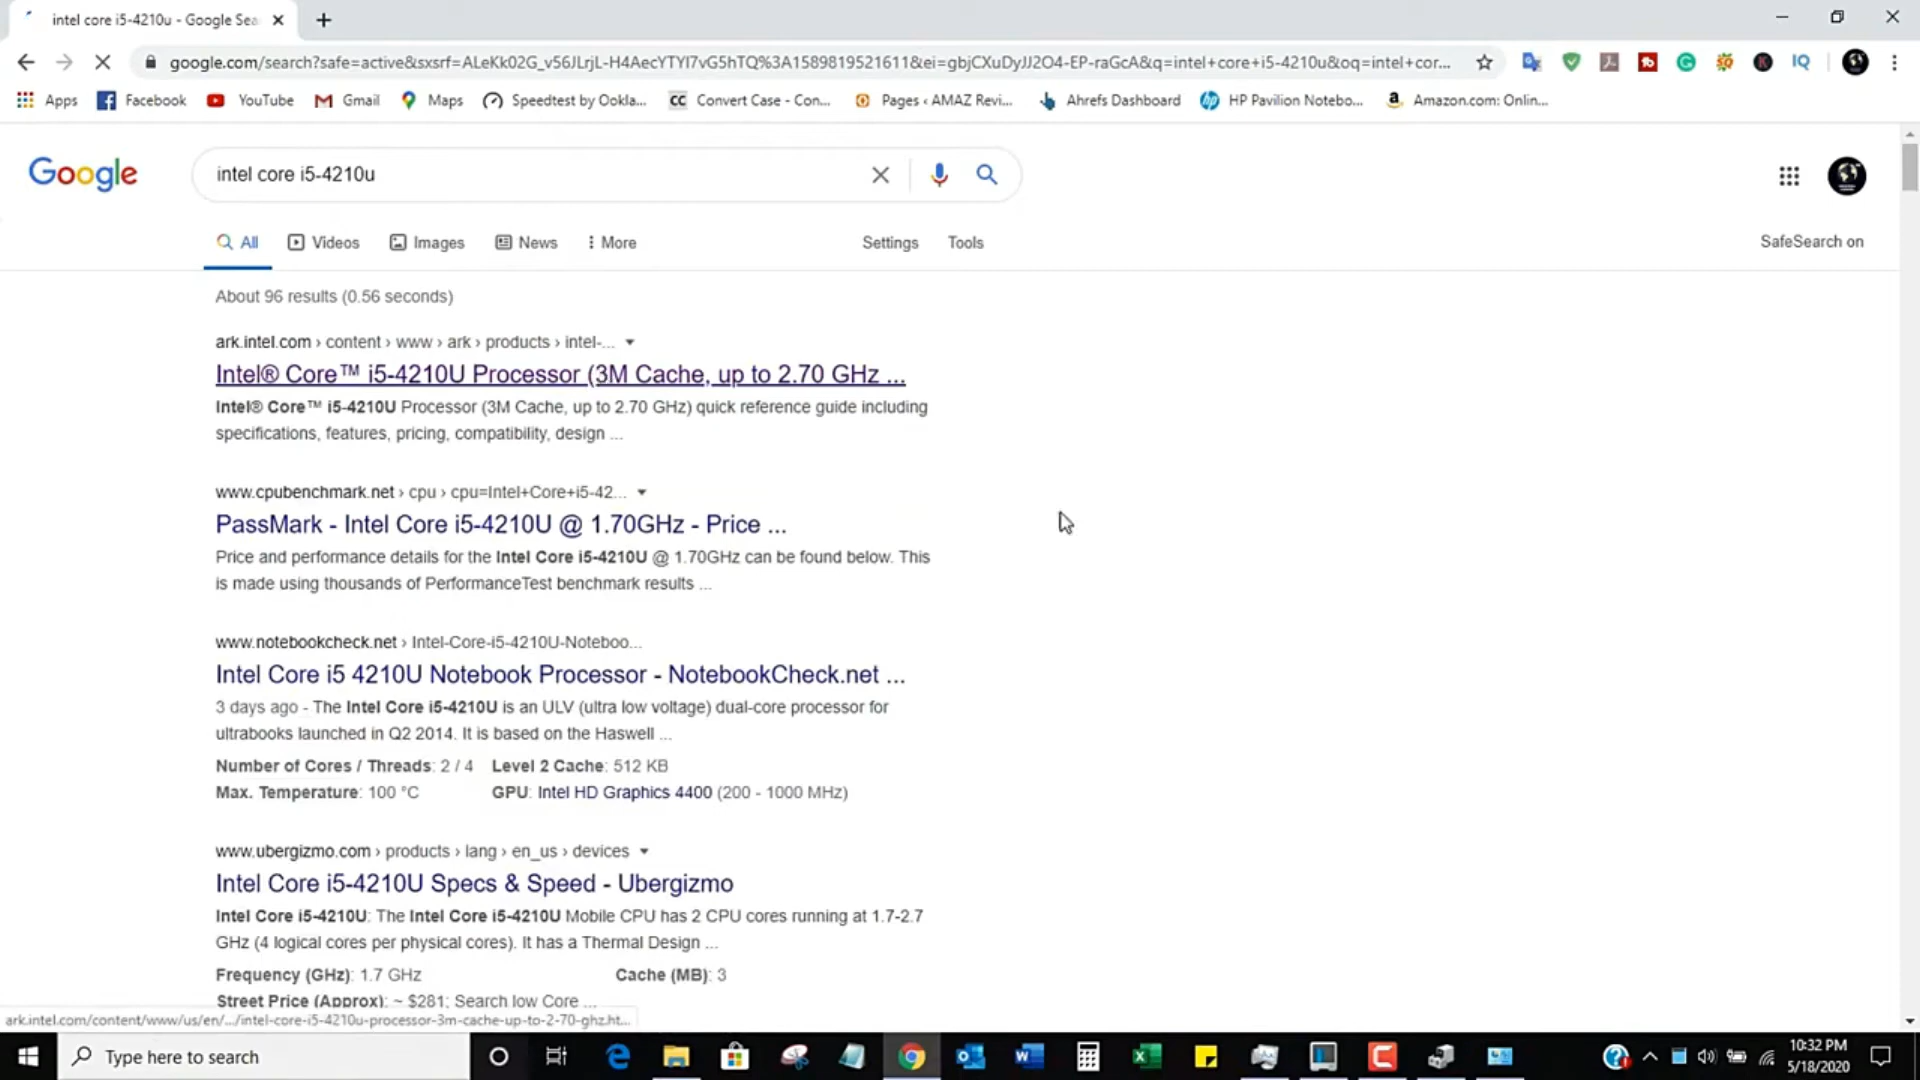 intel core i5-4210u - Google Sea
google.com/search?safe=active&sxsrf=ALeKk02G_v56JLrjL-H4AecYTYI7vG5hTQ%3A1589819521611&ei=gbjCXuDyJJ2O4-EP-raGcA&q=intel+core+i5-4210u&oq=intel+cor...
Apps Facebook YouTube Gmail Maps Speedtest by Ookla... CC Convert Case - Con... Pages ‹ AMAZ Revi... Ahrefs Dashboard HP Pavilion Notebo... Amazon.com: Onlin...
Google intel core i5-4210u
All Videos Images News More Settings Tools SafeSearch on
About 96 results (0.56 seconds)
ark.intel.com › content › www › ark › products › intel-...
Intel® Core™ i5-4210U Processor (3M Cache, up to 2.70 GHz ...
Intel® Core™ i5-4210U Processor (3M Cache, up to 2.70 GHz) quick reference guide including
specifications, features, pricing, compatibility, design ...
www.cpubenchmark.net › cpu › cpu=Intel+Core+i5-42...
PassMark - Intel Core i5-4210U @ 1.70GHz - Price ...
Price and performance details for the Intel Core i5-4210U @ 1.70GHz can be found below. This
is made using thousands of PerformanceTest benchmark results ...
www.notebookcheck.net › Intel-Core-i5-4210U-Noteboo...
Intel Core i5 4210U Notebook Processor - NotebookCheck.net ...
3 days ago - The Intel Core i5-4210U is an ULV (ultra low voltage) dual-core processor for
ultrabooks launched in Q2 2014. It is based on the Haswell ...
Number of Cores / Threads: 2 / 4 Level 2 Cache: 512 KB
Max. Temperature: 100 °C GPU: Intel HD Graphics 4400 (200 - 1000 MHz)
www.ubergizmo.com › products › lang › en_us › devices
Intel Core i5-4210U Specs & Speed - Ubergizmo
Intel Core i5-4210U: The Intel Core i5-4210U Mobile CPU has 2 CPU cores running at 1.7-2.7
GHz (4 logical cores per physical cores). It has a Thermal Design ...
Frequency (GHz): 1.7 GHz Cache (MB): 3
Street Price (Approx): ~ $281; Search low Core ...
ark.intel.com/content/www/us/en/.../intel-core-i5-4210u-processor-3m-cache-up-to-2-70-ghz.ht...
Type here to search
10:32 PM
5/18/2020